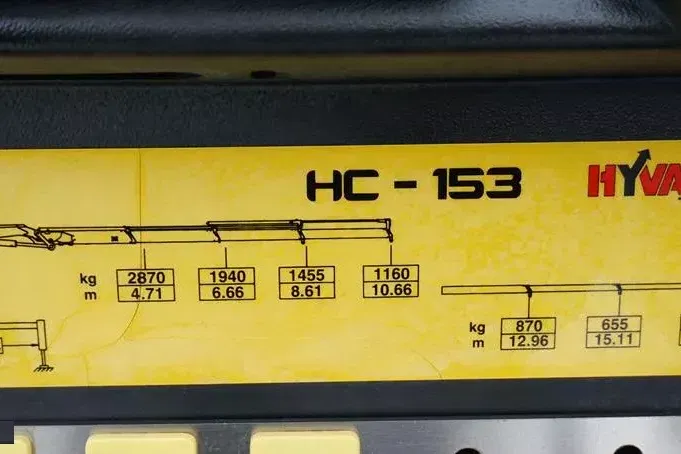 HC - 153
HYVA
kg 2870 1940 1455 1160
m 4.71 6.66 8.61 10.66
kg 870 655
m 12.96 15.11